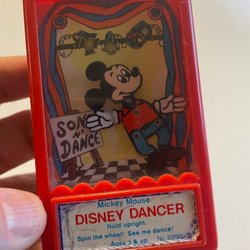 SONG
N'
DANCE
Mickey Mouse
DISNEY DANCER
Hold upright.
Spin the wheel! See me dance!
Ages 3 & up.